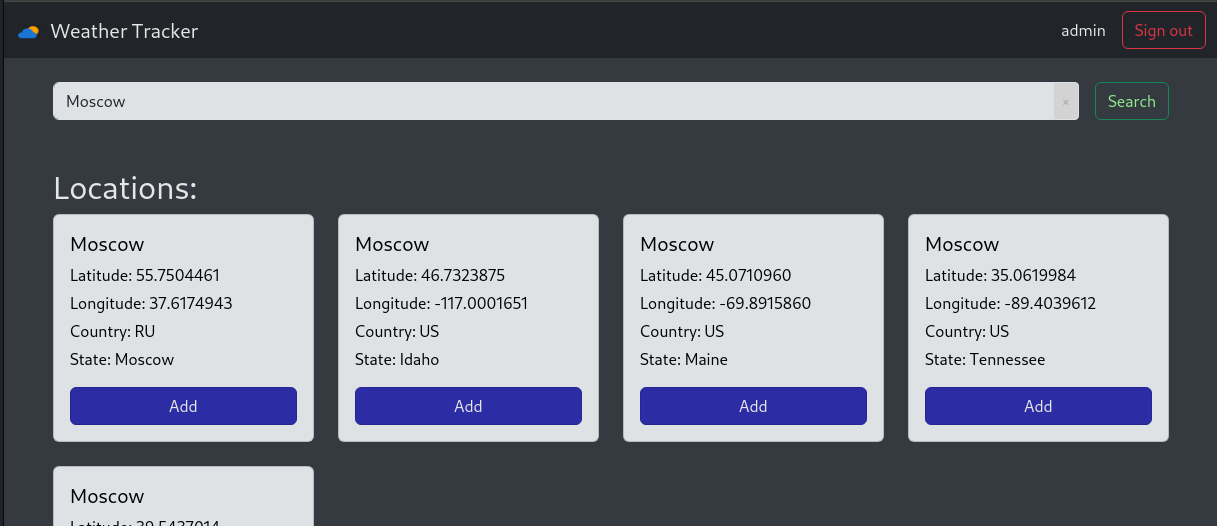 Weather Tracker
admin
Sign out
Moscow
×
Search
Locations:
Moscow
Latitude: 55.7504461
Longitude: 37.6174943
Country: RU
State: Moscow
Add
Moscow
Latitude: 46.7323875
Longitude: -117.0001651
Country: US
State: Idaho
Add
Moscow
Latitude: 45.0710960
Longitude: -69.8915860
Country: US
State: Maine
Add
Moscow
Latitude: 35.0619984
Longitude: -89.4039612
Country: US
State: Tennessee
Add
Moscow
Latitude: 39.5437014